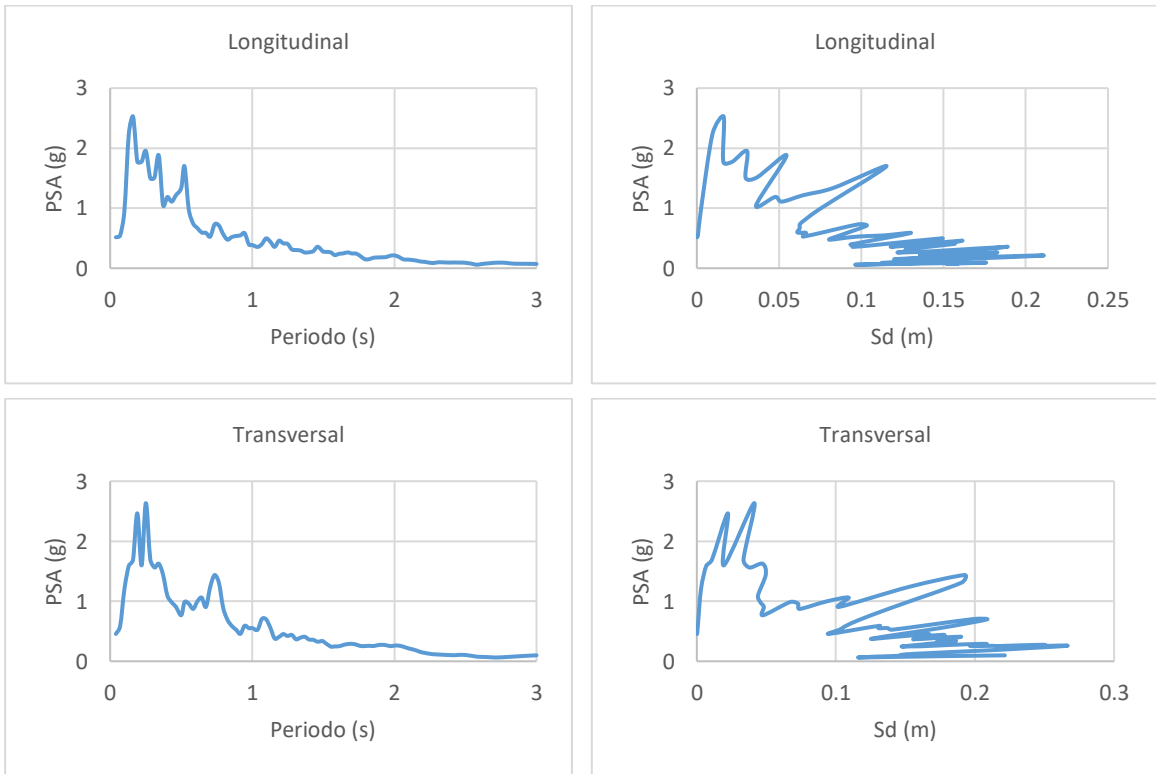 Longitudinal
PSA (g)
3
2
1
0
0 1 2 3
Periodo (s)
Longitudinal
PSA (g)
3
2
1
0
0 0.05 0.1 0.15 0.2 0.25
Sd (m)
Transversal
PSA (g)
3
2
1
0
0 1 2 3
Periodo (s)
Transversal
PSA (g)
3
2
1
0
0 0.1 0.2 0.3
Sd (m)